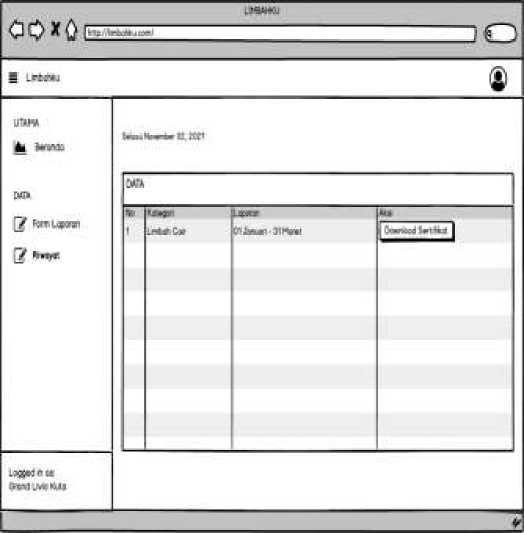 LIMBAHKU
http://limbahku.com/
Limbahku
UTAMA
Beranda
Selasa November 02, 2021
DATA
DATA
No Kategori Laporan Aksi
1 Limbah Cair 01 Januari - 31 Maret Download Sertifikat
Form Laporan
Riwayat
Logged in as:
Grand Livio Kuta